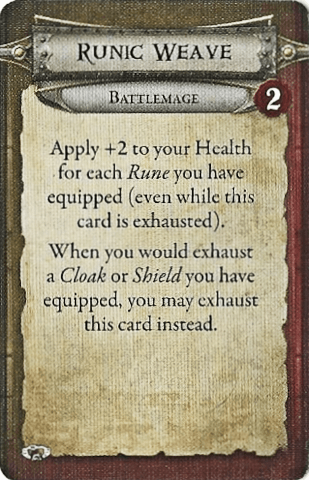 Runic Weave
Battlemage
2
Apply +2 to your Health
for each Rune you have
equipped (even while this
card is exhausted).
When you would exhaust
a Cloak or Shield you have
equipped, you may exhaust
this card instead.